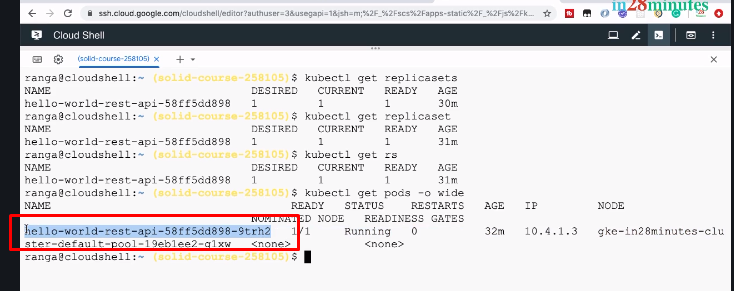 in28minutes
ssh.cloud.google.com/cloudshell/editor?authuser=3&usegapi=1&jsh=m;%2F_%2Fscs%2Fapps-static%2F_%2Fjs%2Fk...
Cloud Shell
(solid-course-258105)
ranga@cloudshell:~ (solid-course-258105)$ kubectl get replicasets
NAME DESIRED CURRENT READY AGE
hello-world-rest-api-58ff5dd898 1 1 1 30m
ranga@cloudshell:~ (solid-course-258105)$ kubectl get replicaset
NAME DESIRED CURRENT READY AGE
hello-world-rest-api-58ff5dd898 1 1 1 31m
ranga@cloudshell:~ (solid-course-258105)$ kubectl get rs
NAME DESIRED CURRENT READY AGE
hello-world-rest-api-58ff5dd898 1 1 1 31m
ranga@cloudshell:~ (solid-course-258105)$ kubectl get pods -o wide
NAME READY STATUS RESTARTS AGE IP NODE
NOMINATED NODE READINESS GATES
hello-world-rest-api-58ff5dd898-9trh2 1/1 Running 0 32m 10.4.1.3 gke-in28minutes-clu
ster-default-pool-19eblee2-glxw <none> <none>
ranga@cloudshell:~ (solid-course-258105)$